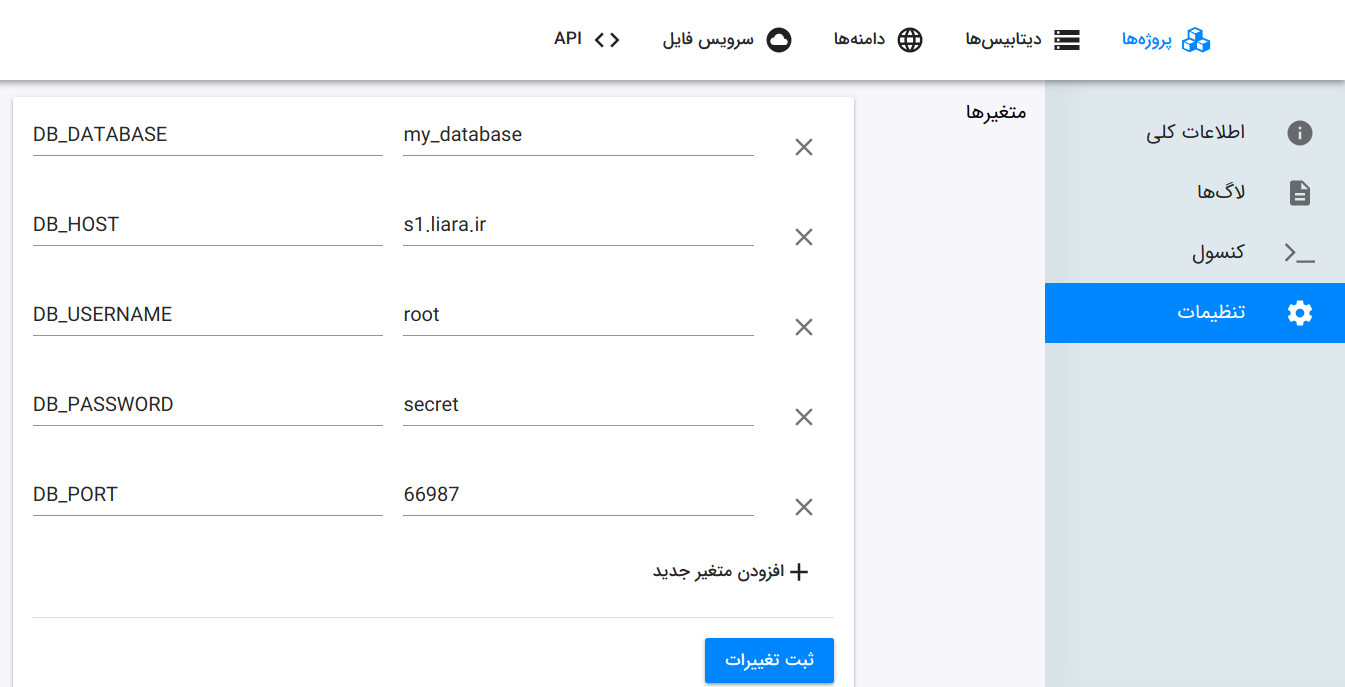 پروژه‌ها
دیتابیس‌ها
دامنه‌ها
سرویس فایل
API
اطلاعات کلی
لاگ‌ها
کنسول
تنظیمات
متغیرها
DB_DATABASE my_database
DB_HOST s1.liara.ir
DB_USERNAME root
DB_PASSWORD secret
DB_PORT 66987
افزودن متغیر جدید
ثبت تغییرات